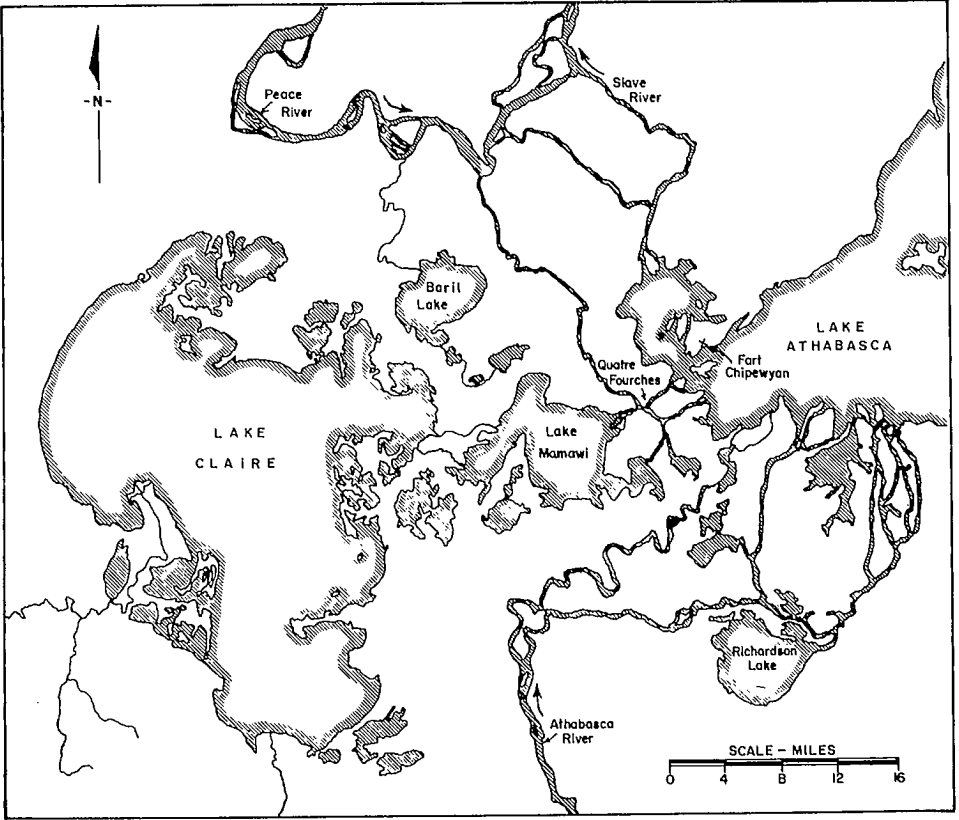 -N-
Peace
River
Slave
River
Baril
Lake
LAKE
ATHABASCA
Fort
Chipewyan
Quatre
Fourches
LAKE
CLAIRE
Lake
Mamawi
Richardson
Lake
Athabasca
River
SCALE – MILES
0 4 8 12 16